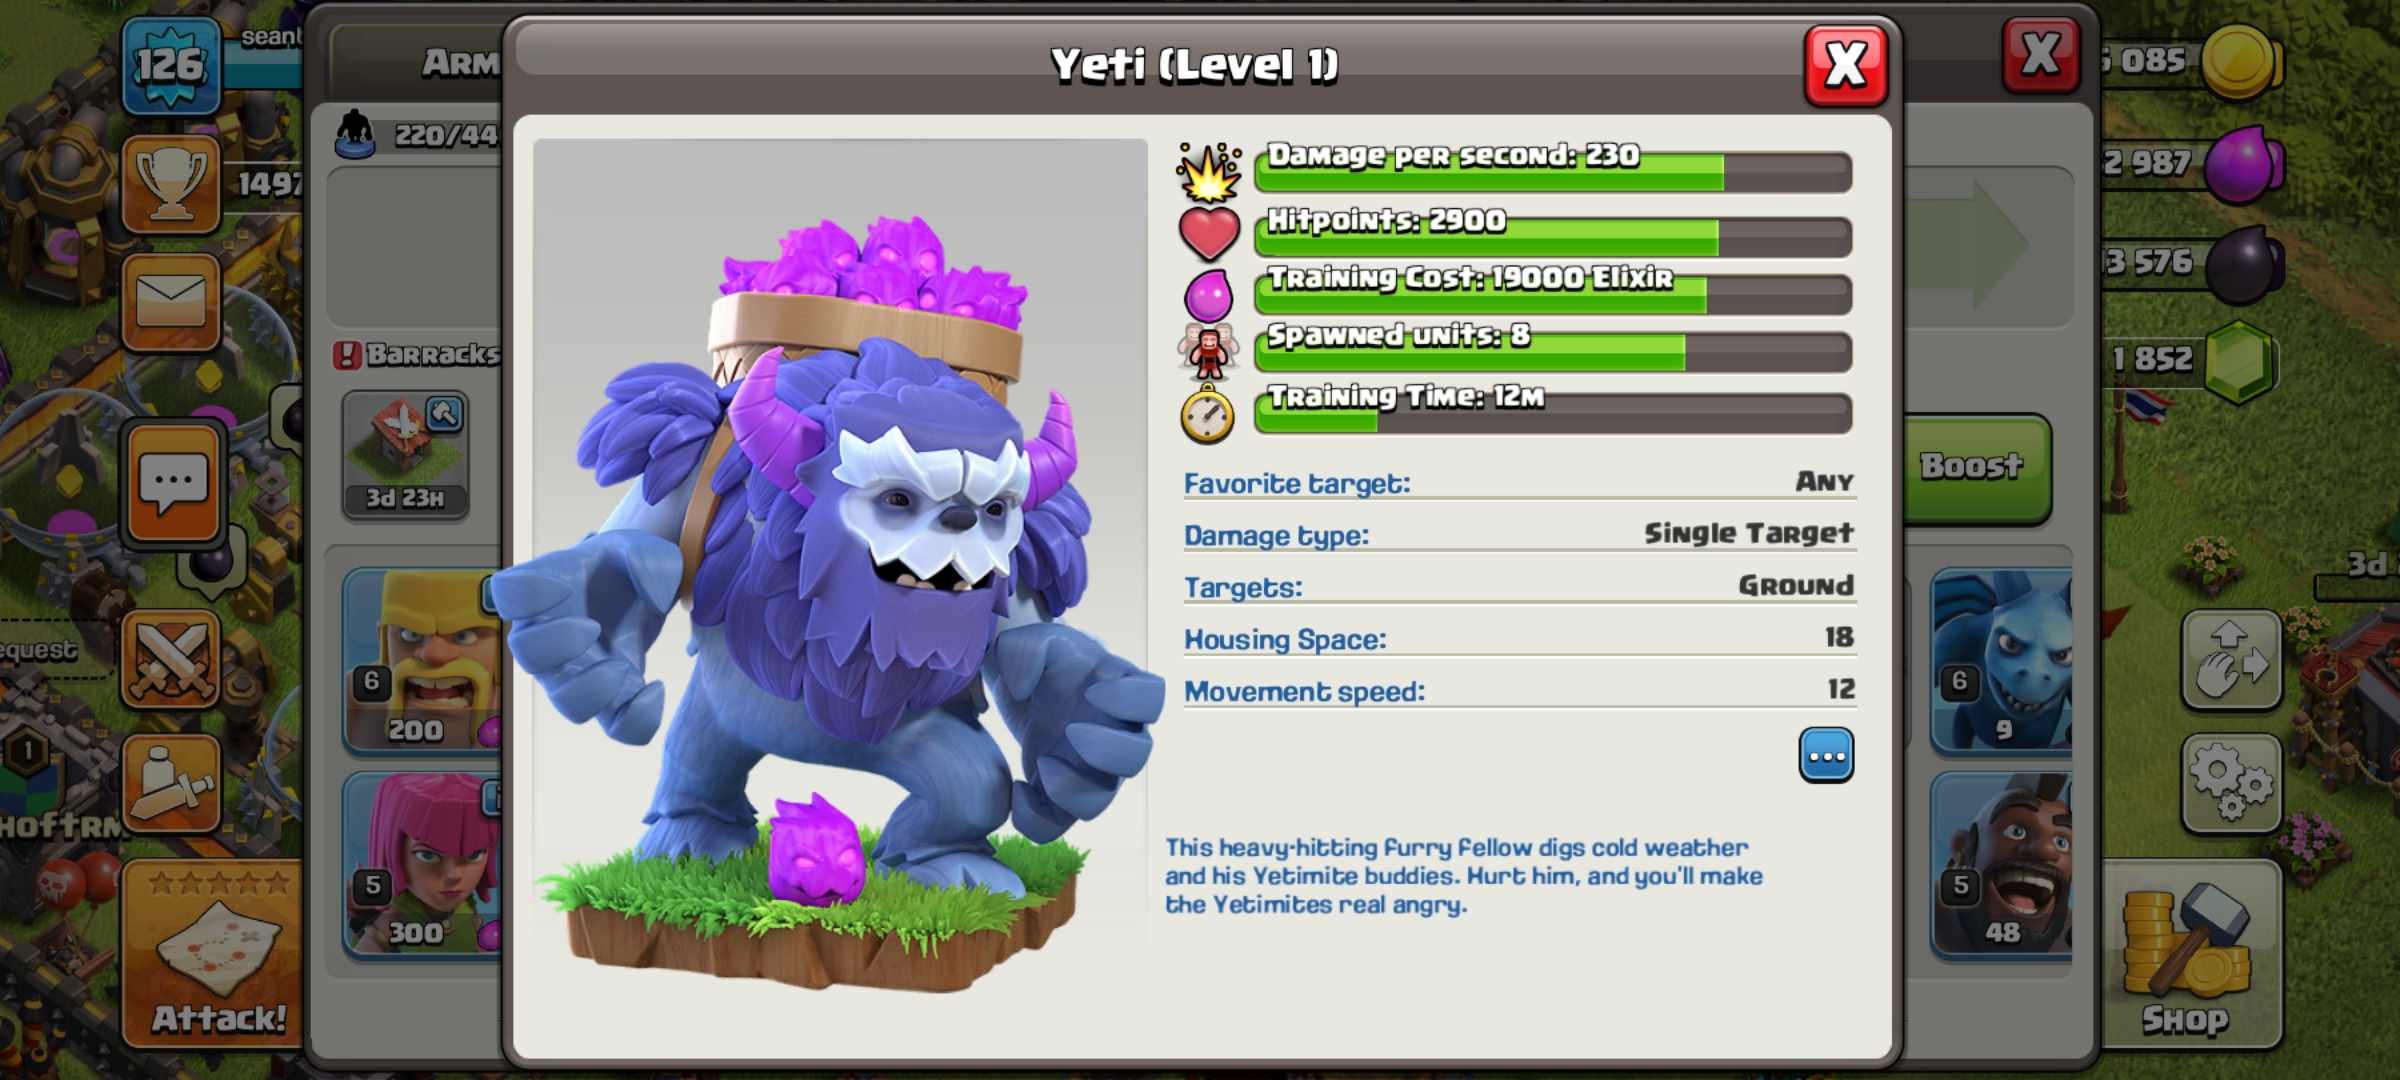 Yeti (Level 1)
X
X
126
1497
220/44
Barracks
3d 23h
6
200
5
300
Attack!
1
Damage per second: 230
Hitpoints: 2900
Training Cost: 19000 Elixir
Spawned units: 8
Training Time: 12m
Favorite target: Any
Damage type: Single Target
Targets: Ground
Housing Space: 18
Movement speed: 12
This heavy-hitting furry fellow digs cold weather
and his Yetimite buddies. Hurt him, and you'll make
the Yetimites real angry.
085
2 987
3 576
1 852
Boost
3d
6
9
5
48
Shop